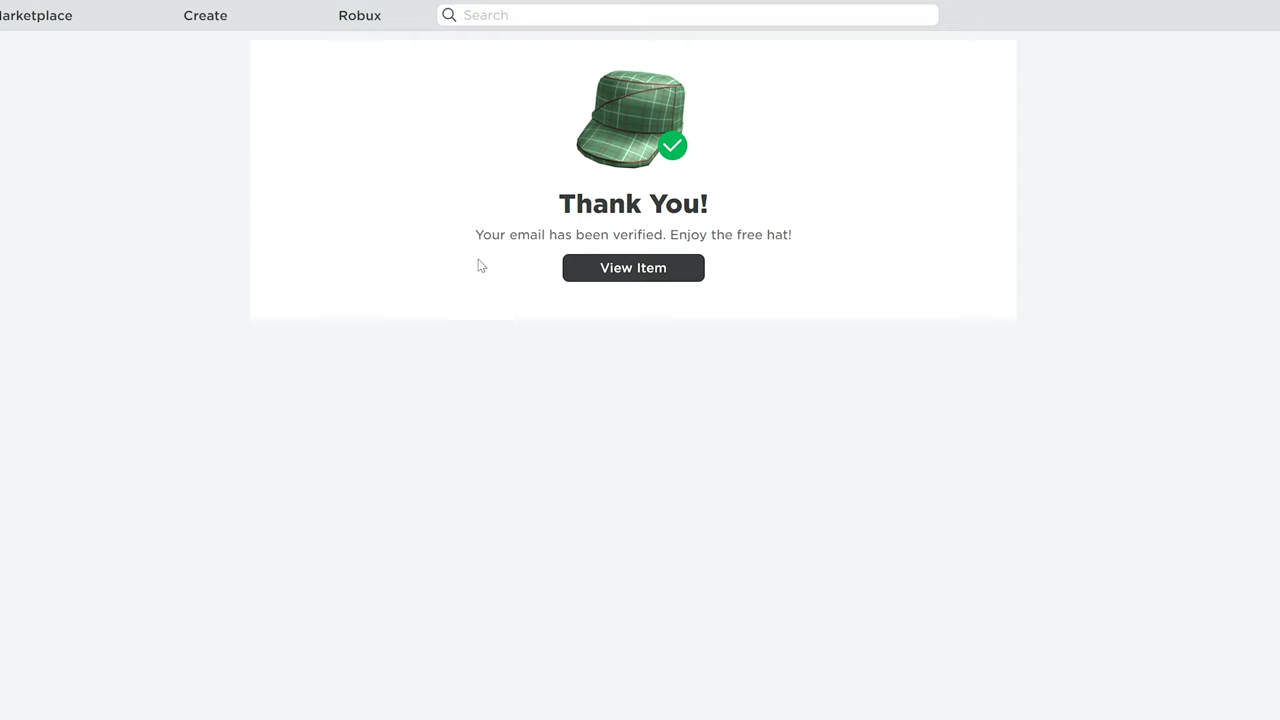 arketplace
Create
Robux
Search
Thank You!
Your email has been verified. Enjoy the free hat!
View Item